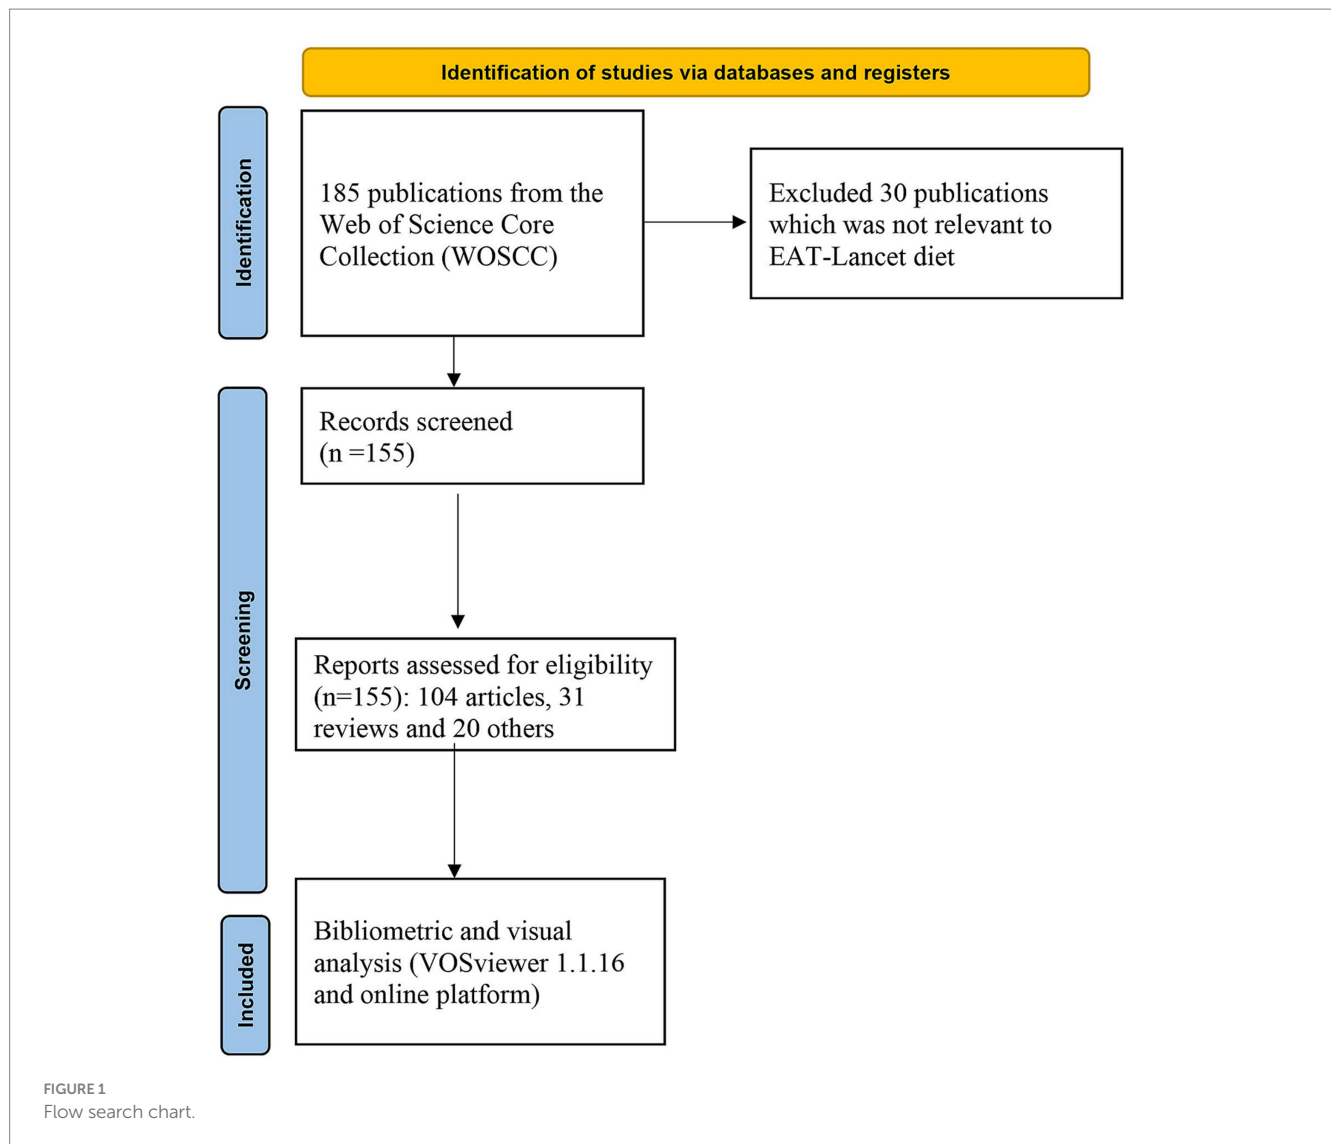 Identification of studies via databases and registers
Identification
185 publications from the
Web of Science Core
Collection (WOSCC)
Excluded 30 publications
which was not relevant to
EAT-Lancet diet
Screening
Records screened
(n =155)
Reports assessed for eligibility
(n=155): 104 articles, 31
reviews and 20 others
Included
Bibliometric and visual
analysis (VOSviewer 1.1.16
and online platform)
FIGURE 1
Flow search chart.